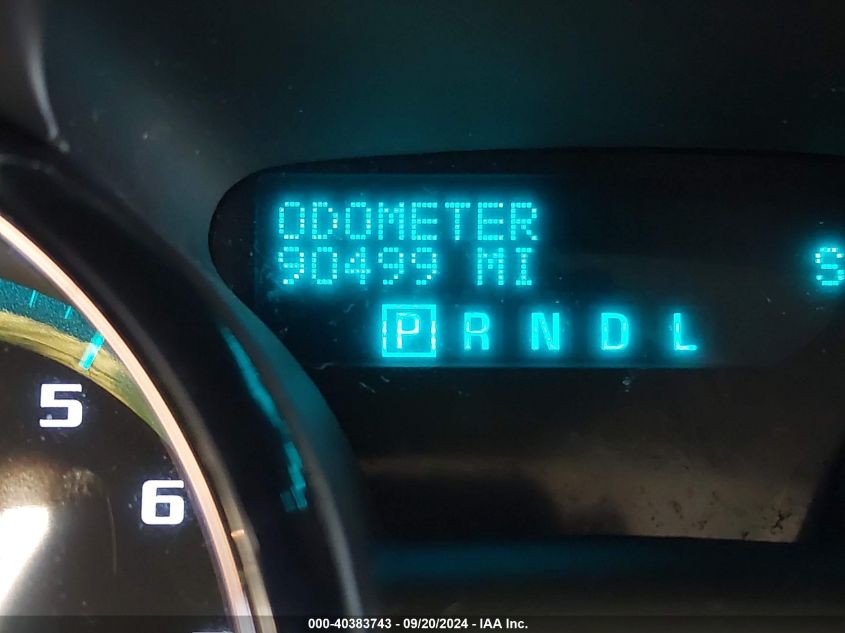 ODOMETER
90499 MI S
P R N D L
5
6
000-40383743 - 09/20/2024 - IAA Inc.